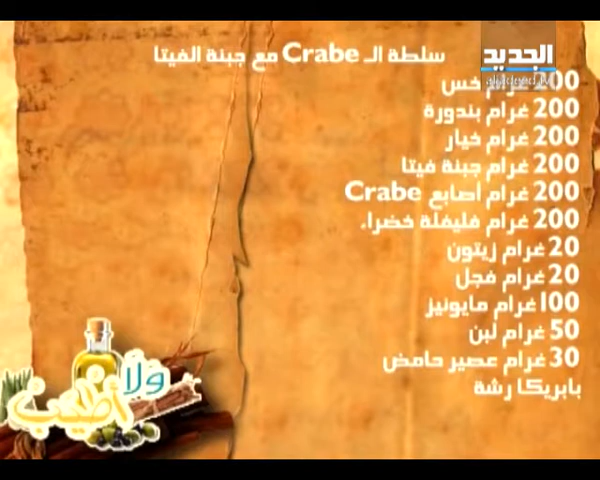 سلطة الـ Crabe مع جبنة الفيتا
الجديد
aljadeed.tv
200 غرام خس
200 غرام بندورة
200 غرام خيار
200 غرام جبنة فيتا
200 غرام اصابع Crabe
200 غرام فليفلة خضراء
20 غرام زيتون
20 غرام فجل
100 غرام مايونيز
50 غرام لبن
30 غرام عصير حامض
بابريكا رشة
ولا
أطيب